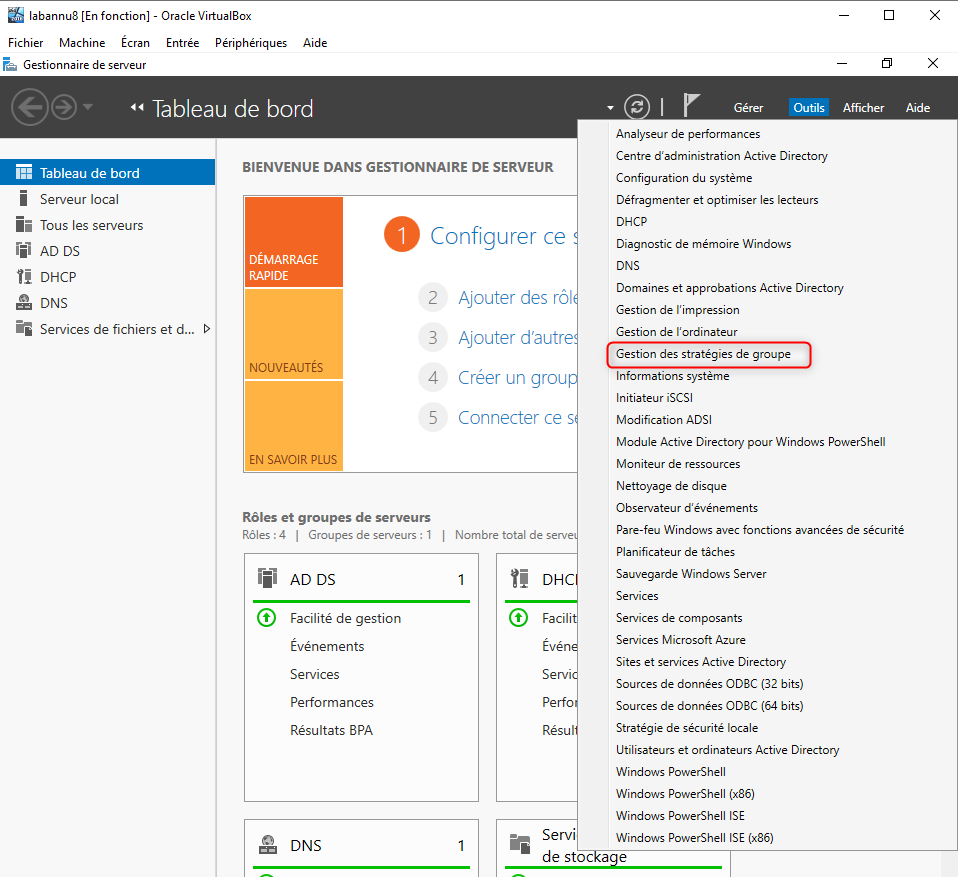 labannu8 [En fonction] - Oracle VirtualBox
Fichier Machine Écran Entrée Périphériques Aide
Gestionnaire de serveur
Tableau de bord
Gérer Outils Afficher Aide
Tableau de bord
Serveur local
Tous les serveurs
AD DS
DHCP
DNS
Services de fichiers et d...
BIENVENUE DANS GESTIONNAIRE DE SERVEUR
DÉMARRAGE
RAPIDE
NOUVEAUTÉS
EN SAVOIR PLUS
1 Configurer ce s
2 Ajouter des rôle
3 Ajouter d'autres
4 Créer un group
5 Connecter ce se
Rôles et groupes de serveurs
Rôles : 4 | Groupes de serveurs : 1 | Nombre total de serveu
AD DS 1
Facilité de gestion
Événements
Services
Performances
Résultats BPA
DHC
Facilit
Événe
Servic
Perfor
Résult
DNS 1
Servi
de stockage
Analyseur de performances
Centre d'administration Active Directory
Configuration du système
Défragmenter et optimiser les lecteurs
DHCP
Diagnostic de mémoire Windows
DNS
Domaines et approbations Active Directory
Gestion de l'impression
Gestion de l'ordinateur
Gestion des stratégies de groupe
Informations système
Initiateur iSCSI
Modification ADSI
Module Active Directory pour Windows PowerShell
Moniteur de ressources
Nettoyage de disque
Observateur d'événements
Pare-feu Windows avec fonctions avancées de sécurité
Planificateur de tâches
Sauvegarde Windows Server
Services
Services de composants
Services Microsoft Azure
Sites et services Active Directory
Sources de données ODBC (32 bits)
Sources de données ODBC (64 bits)
Stratégie de sécurité locale
Utilisateurs et ordinateurs Active Directory
Windows PowerShell
Windows PowerShell (x86)
Windows PowerShell ISE
Windows PowerShell ISE (x86)